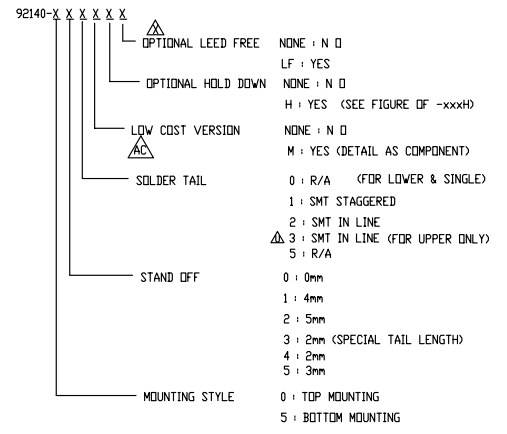 92140-X X X X X X
X
OPTIONAL LEED FREE NONE : N O
LF : YES
OPTIONAL HOLD DOWN NONE : N O
H : YES (SEE FIGURE OF -xxxH)
LOW COST VERSION NONE : N O
AC
M : YES (DETAIL AS COMPONENT)
SOLDER TAIL 0 : R/A (FOR LOWER & SINGLE)
1 : SMT STAGGERED
2 : SMT IN LINE
3 : SMT IN LINE (FOR UPPER ONLY)
5 : R/A
STAND OFF 0 : 0mm
1 : 4mm
2 : 5mm
3 : 2mm (SPECIAL TAIL LENGTH)
4 : 2mm
5 : 3mm
MOUNTING STYLE 0 : TOP MOUNTING
5 : BOTTOM MOUNTING